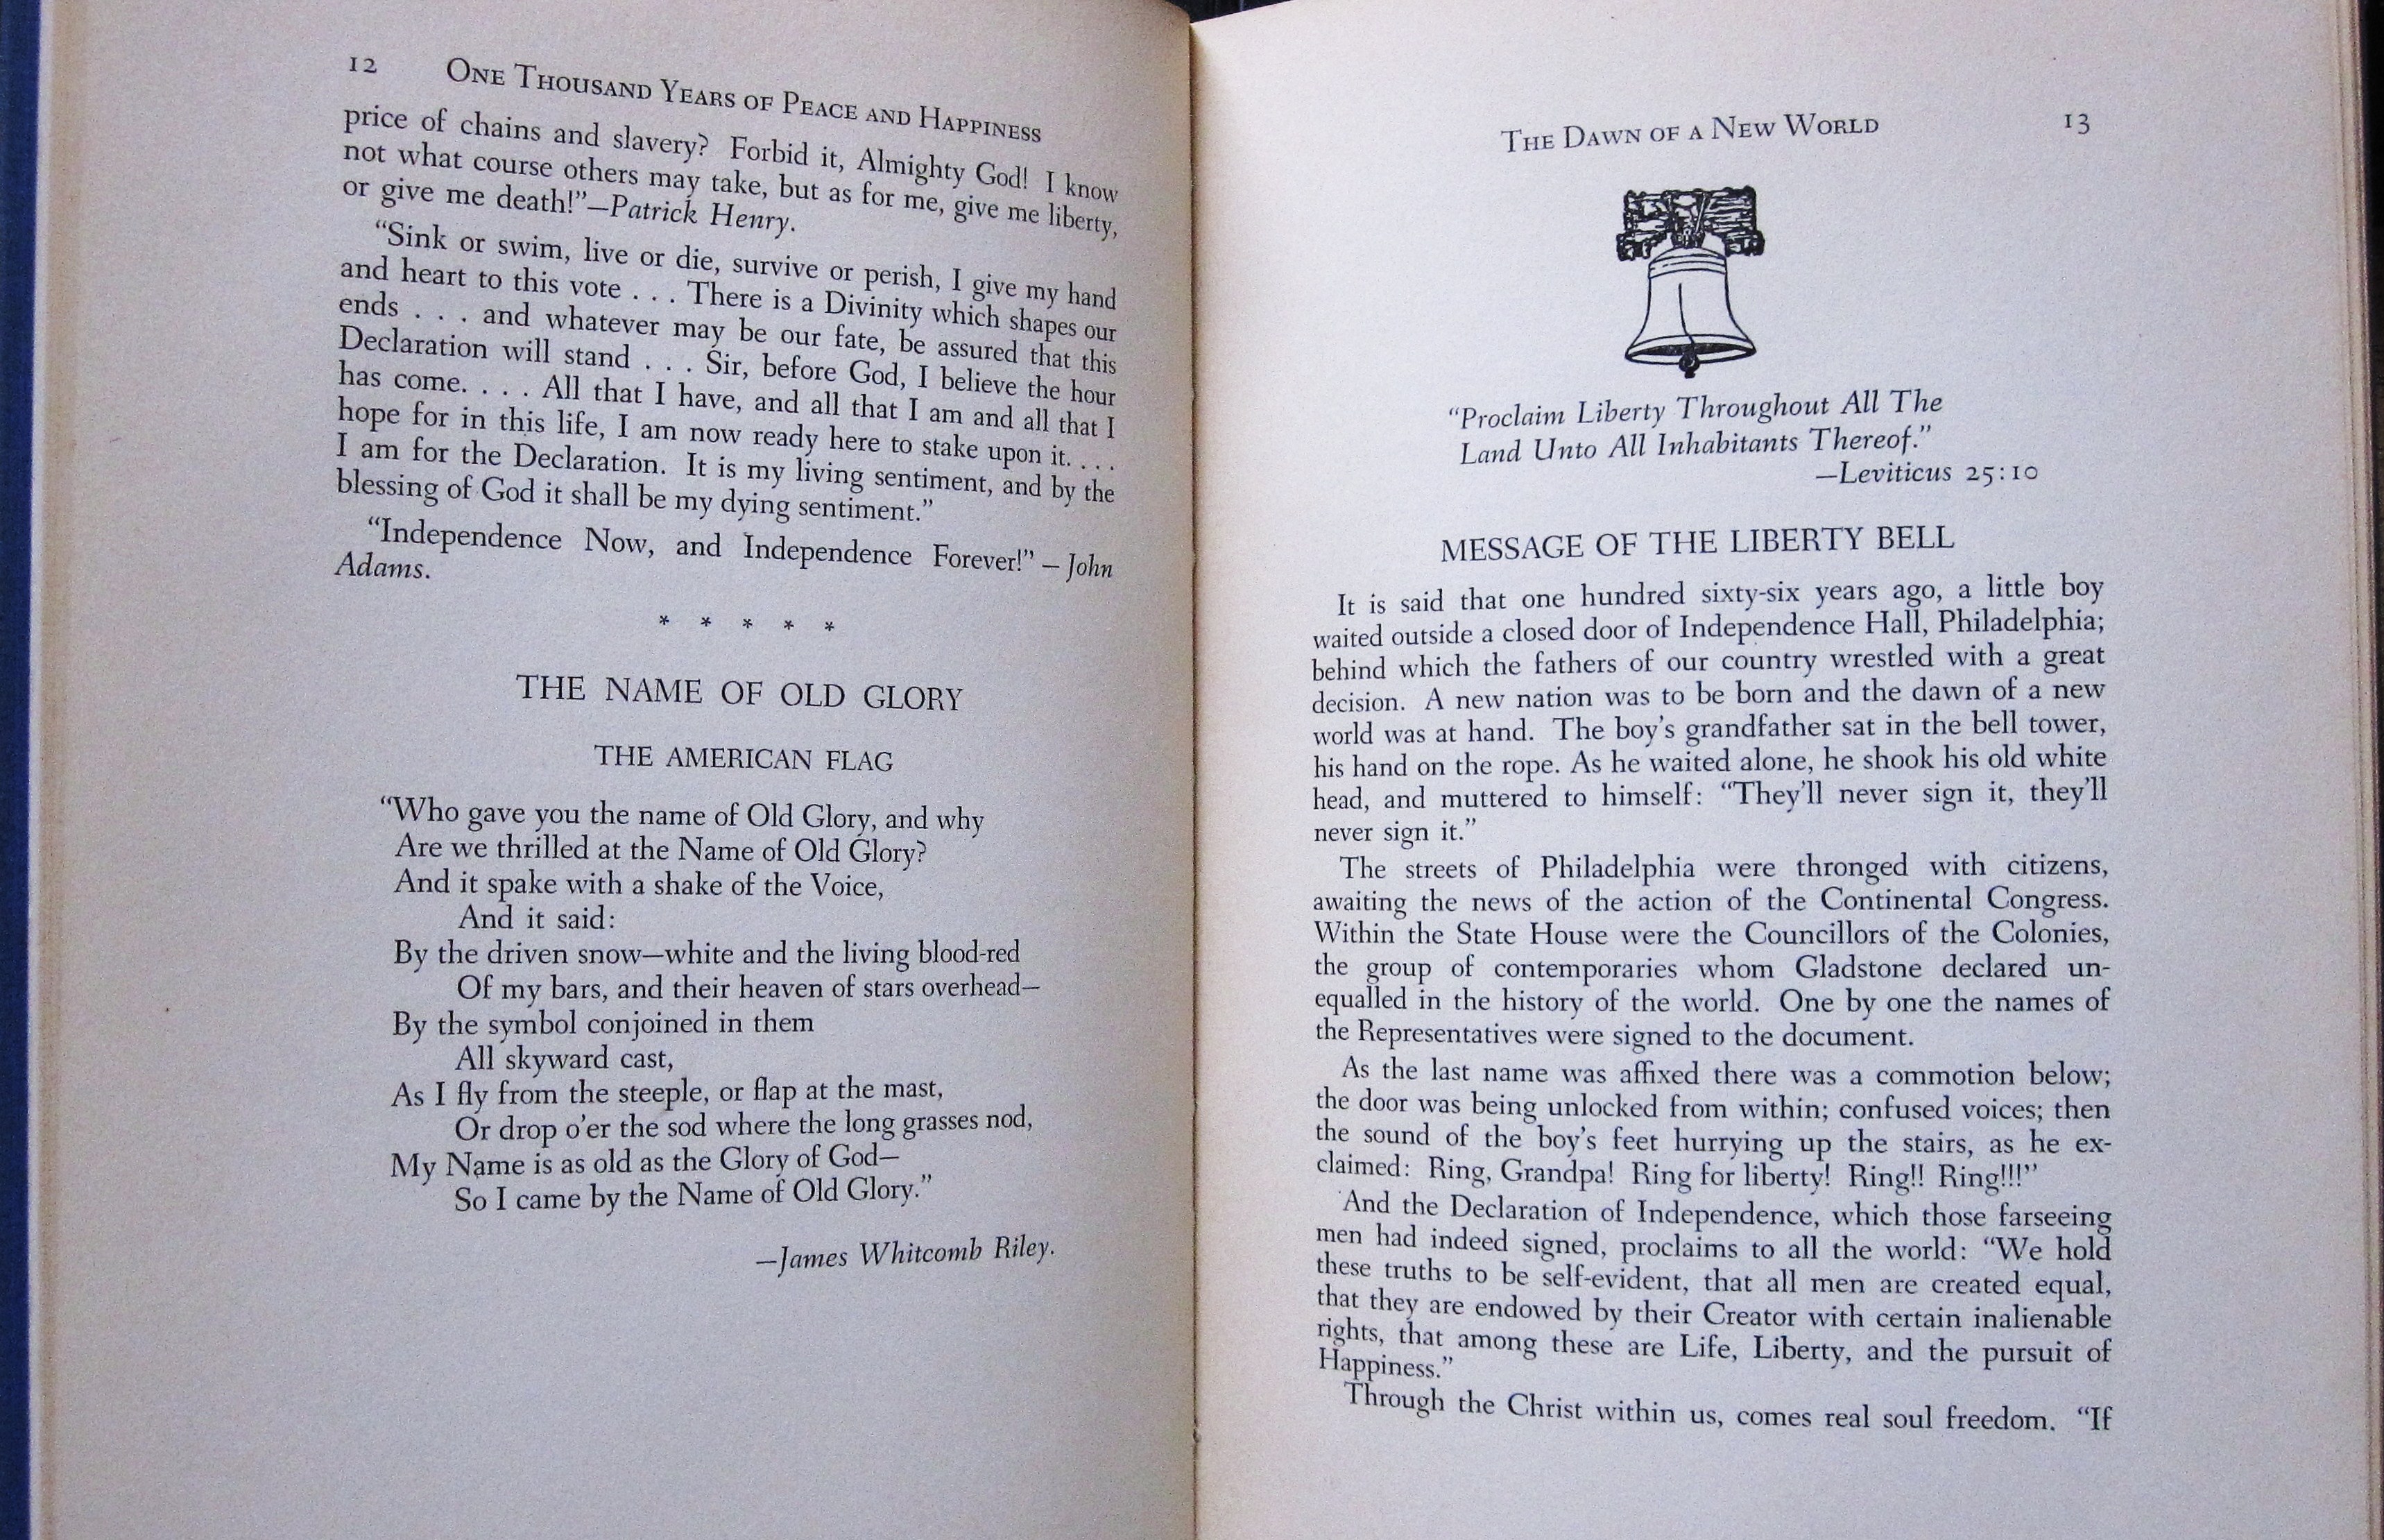 12 One Thousand Years of Peace and Happiness
price of chains and slavery? Forbid it, Almighty God! I know
not what course others may take, but as for me, give me liberty,
or give me death!”—Patrick Henry.
“Sink or swim, live or die, survive or perish, I give my hand
and heart to this vote . . . There is a Divinity which shapes our
ends . . . and whatever may be our fate, be assured that this
Declaration will stand . . . Sir, before God, I believe the hour
has come. . . . All that I have, and all that I am and all that I
hope for in this life, I am now ready here to stake upon it. . . .
I am for the Declaration. It is my living sentiment, and by the
blessing of God it shall be my dying sentiment.”
“Independence Now, and Independence Forever!” — John
Adams.
* * * * *
THE NAME OF OLD GLORY
THE AMERICAN FLAG
“Who gave you the name of Old Glory, and why
Are we thrilled at the Name of Old Glory?
And it spake with a shake of the Voice,
And it said:
By the driven snow—white and the living blood-red
Of my bars, and their heaven of stars overhead—
By the symbol conjoined in them
All skyward cast,
As I fly from the steeple, or flap at the mast,
Or drop o’er the sod where the long grasses nod,
My Name is as old as the Glory of God—
So I came by the Name of Old Glory.”
—James Whitcomb Riley.
The Dawn of a New World 13
“Proclaim Liberty Throughout All The
Land Unto All Inhabitants Thereof.”
—Leviticus 25:10
MESSAGE OF THE LIBERTY BELL
It is said that one hundred sixty-six years ago, a little boy
waited outside a closed door of Independence Hall, Philadelphia;
behind which the fathers of our country wrestled with a great
decision. A new nation was to be born and the dawn of a new
world was at hand. The boy’s grandfather sat in the bell tower,
his hand on the rope. As he waited alone, he shook his old white
head, and muttered to himself: “They’ll never sign it, they’ll
never sign it.”
The streets of Philadelphia were thronged with citizens,
awaiting the news of the action of the Continental Congress.
Within the State House were the Councillors of the Colonies,
the group of contemporaries whom Gladstone declared un-
equalled in the history of the world. One by one the names of
the Representatives were signed to the document.
As the last name was affixed there was a commotion below;
the door was being unlocked from within; confused voices; then
the sound of the boy’s feet hurrying up the stairs, as he ex-
claimed: Ring, Grandpa! Ring for liberty! Ring!! Ring!!!”
And the Declaration of Independence, which those farseeing
men had indeed signed, proclaims to all the world: “We hold
these truths to be self-evident, that all men are created equal,
that they are endowed by their Creator with certain inalienable
rights, that among these are Life, Liberty, and the pursuit of
Happiness.”
Through the Christ within us, comes real soul freedom. “If